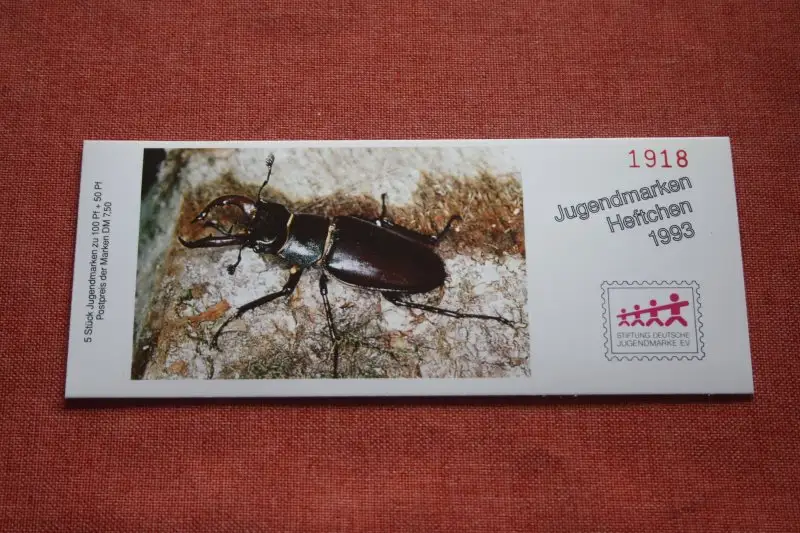 5 Stück Jugendmarken zu 100 Pf + 50 Pf
Postpreis der Marken DM 7,50
1918
Jugendmarken
Heftchen
1993
STIFTUNG DEUTSCHE
JUGENDMARKE E.V.